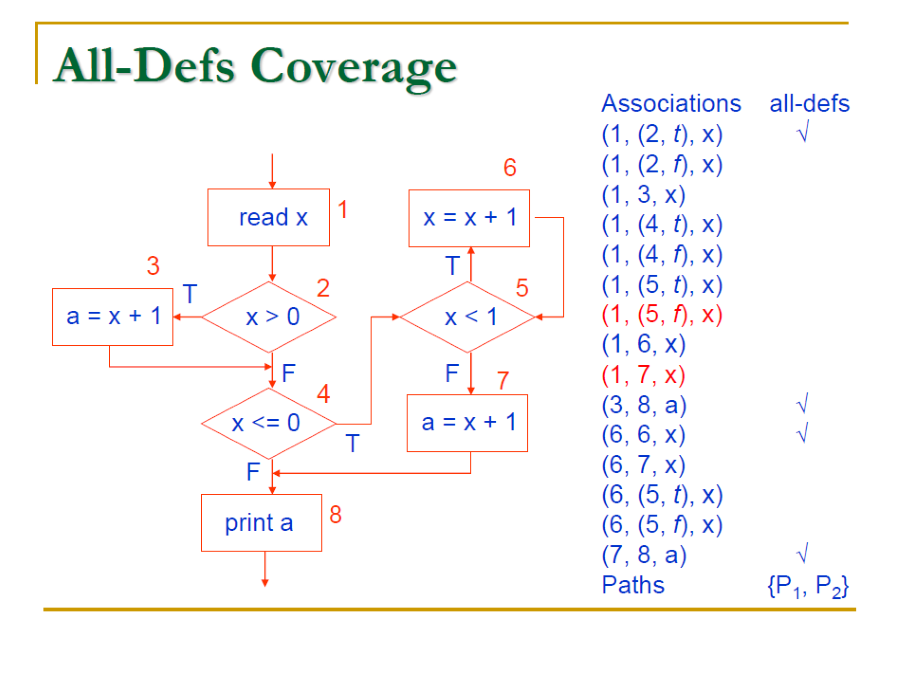 All-Defs Coverage
Associations all-defs
(1, (2, t), x) √
(1, (2, f), x)
(1, 3, x)
(1, (4, t), x)
(1, (4, f), x)
(1, (5, t), x)
(1, (5, f), x)
(1, 6, x)
(1, 7, x)
(3, 8, a) √
(6, 6, x) √
(6, 7, x)
(6, (5, t), x)
(6, (5, f), x)
(7, 8, a) √
Paths {P₁, P₂}
read x 1
x > 0 2
T
F
a = x + 1 3
x <= 0 4
T
F
x < 1 5
T
F
x = x + 1 6
a = x + 1 7
print a 8